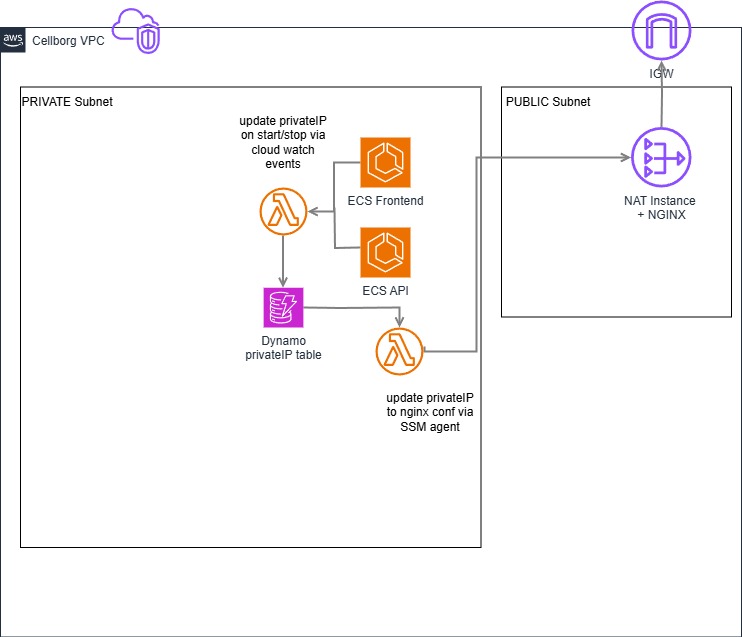 aws
Cellborg VPC
IGW
PRIVATE Subnet
PUBLIC Subnet
update privateIP
on start/stop via
cloud watch
events
ECS Frontend
NAT Instance
+ NGINX
ECS API
Dynamo
privateIP table
update privateIP
to nginx conf via
SSM agent